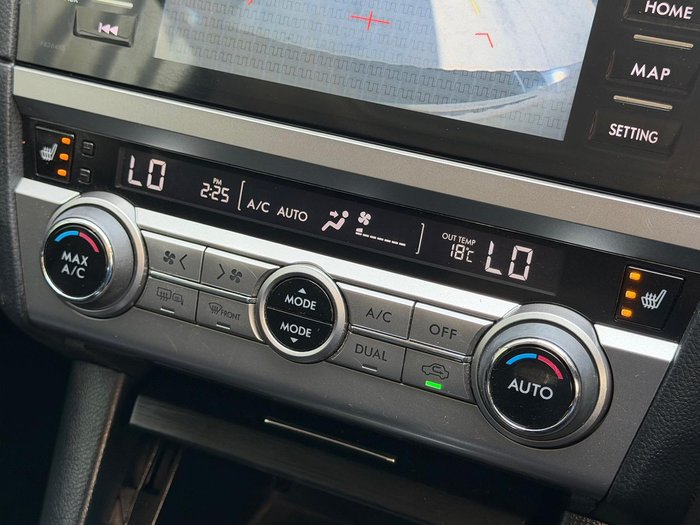 HOME
MAP
SETTING
LO
PM
2:25
A/C AUTO
OUT TEMP
18°C
LO
MAX
A/C
FRONT
MODE
MODE
A/C
OFF
DUAL
AUTO